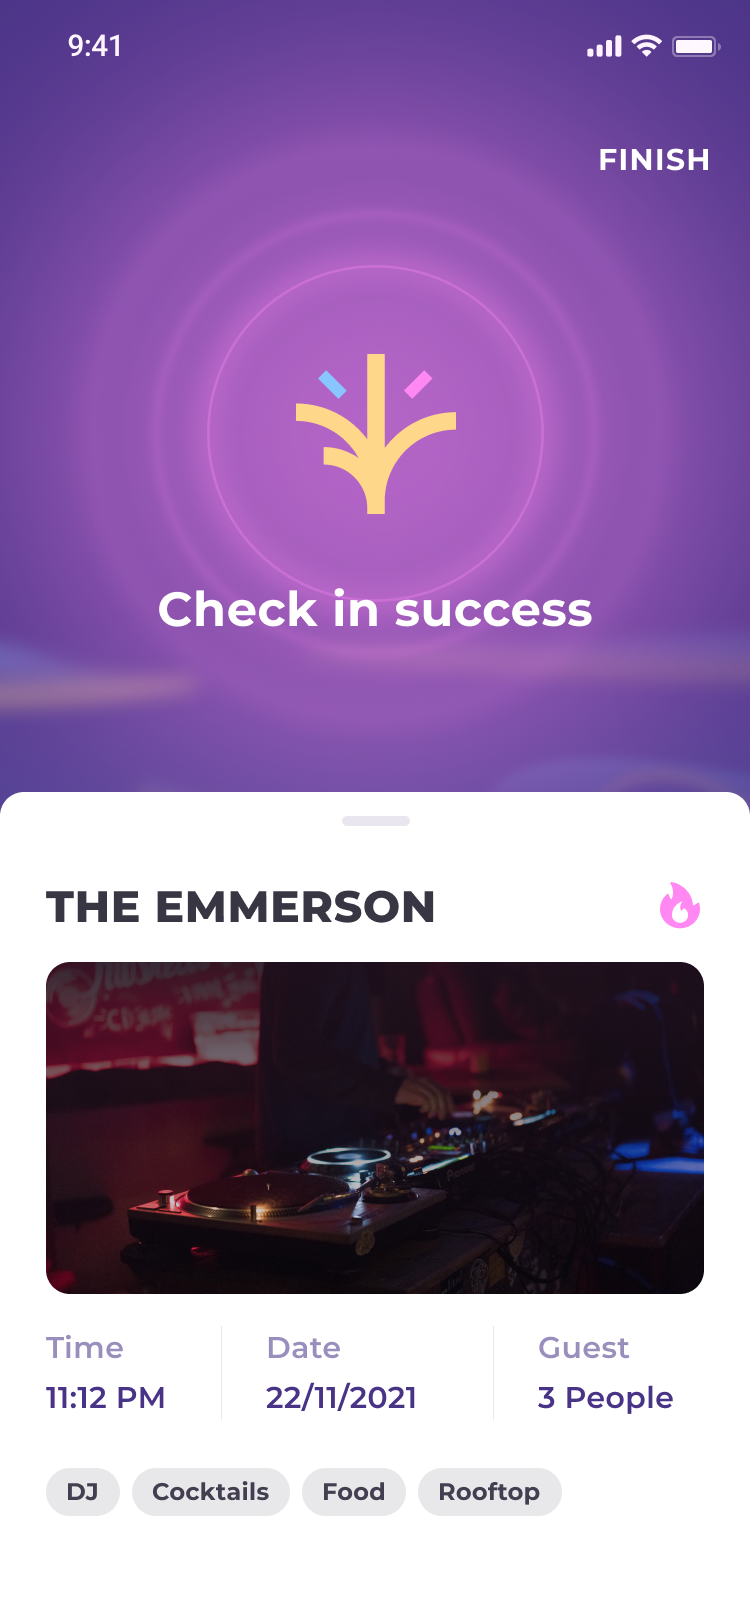 9:41
FINISH
Check in success
THE EMMERSON
Time
Date
Guest
11:12 PM
22/11/2021
3 People
DJ
Cocktails
Food
Rooftop